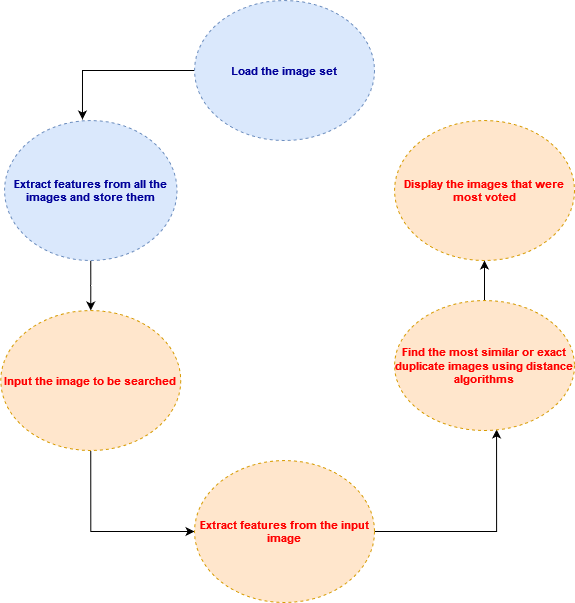 Load the image set
Extract features from all the
images and store them
Input the image to be searched
Extract features from the input
image
Find the most similar or exact
duplicate images using distance
algorithms
Display the images that were
most voted